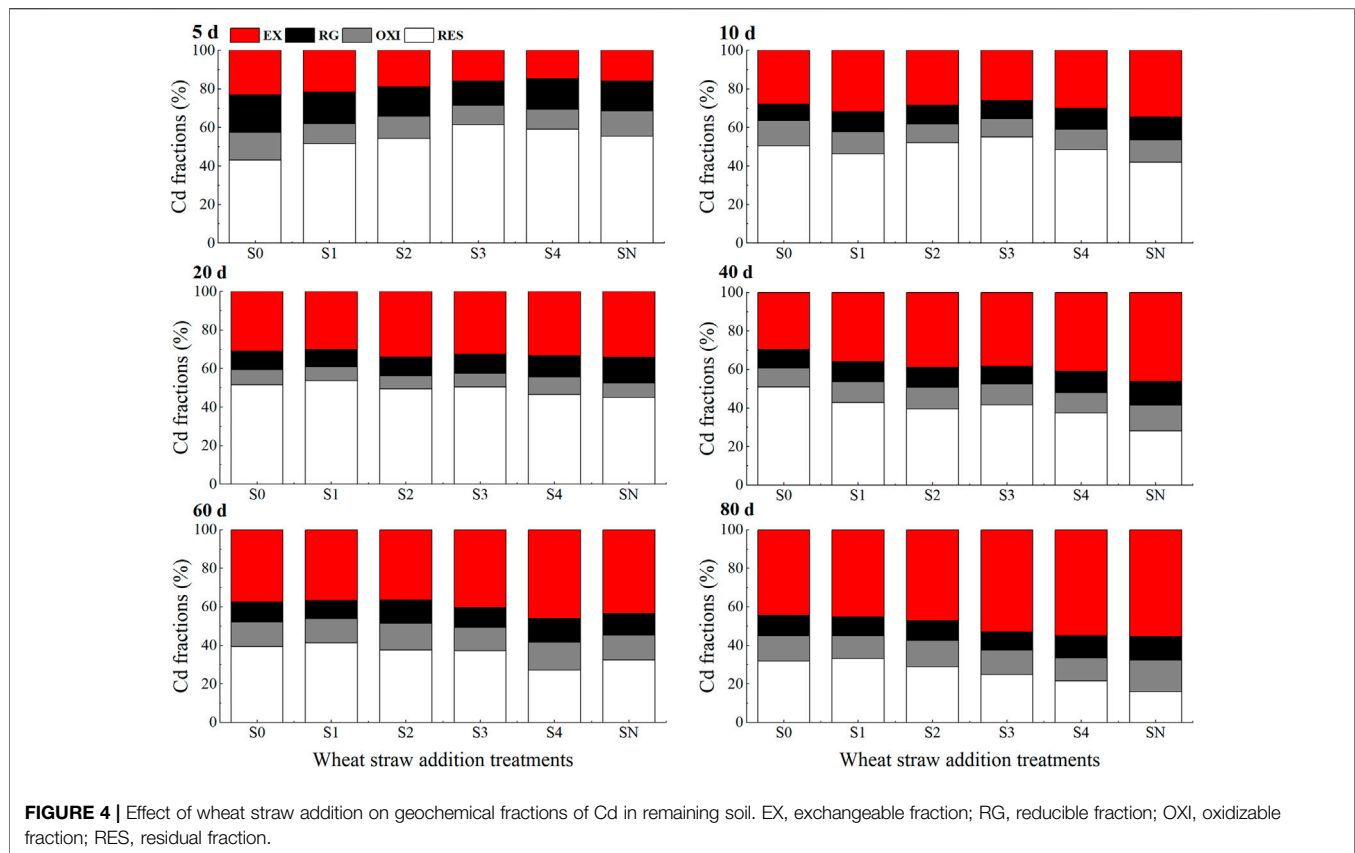 5 d EX RG OXI RES
100
80
60
40
20
0
Cd fractions (%)
S0 S1 S2 S3 S4 SN
10 d
100
80
60
40
20
0
Cd fractions (%)
S0 S1 S2 S3 S4 SN
20 d
100
80
60
40
20
0
Cd fractions (%)
S0 S1 S2 S3 S4 SN
40 d
100
80
60
40
20
0
Cd fractions (%)
S0 S1 S2 S3 S4 SN
60 d
100
80
60
40
20
0
Cd fractions (%)
S0 S1 S2 S3 S4 SN
Wheat straw addition treatments
80 d
100
80
60
40
20
0
Cd fractions (%)
S0 S1 S2 S3 S4 SN
Wheat straw addition treatments
FIGURE 4 | Effect of wheat straw addition on geochemical fractions of Cd in remaining soil. EX, exchangeable fraction; RG, reducible fraction; OXI, oxidizable
fraction; RES, residual fraction.